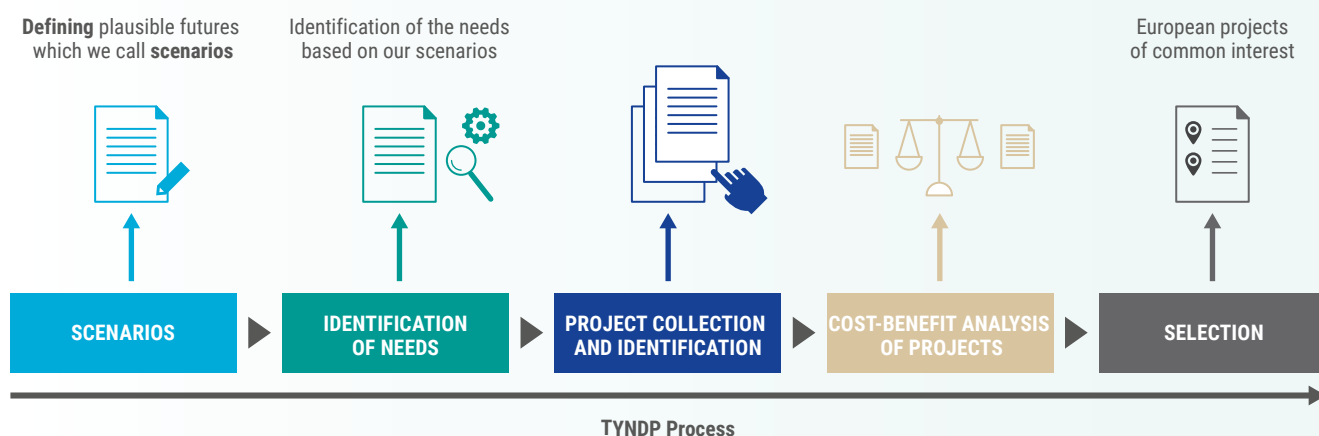 Defining plausible futures
which we call scenarios
Identification of the needs
based on our scenarios
European projects
of common interest
SCENARIOS
IDENTIFICATION
OF NEEDS
PROJECT COLLECTION
AND IDENTIFICATION
COST-BENEFIT ANALYSIS
OF PROJECTS
SELECTION
TYNDP Process